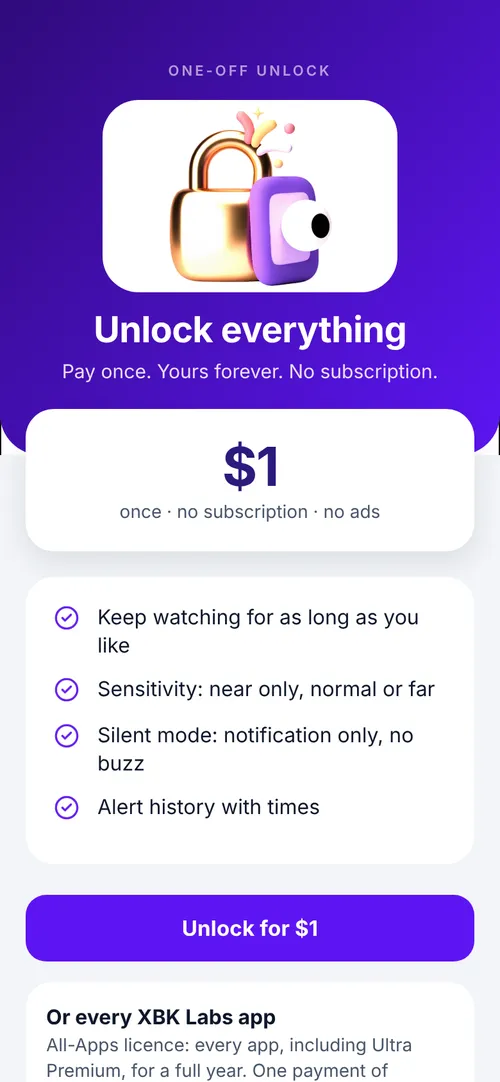 ONE-OFF UNLOCK
Unlock everything
Pay once. Yours forever. No subscription.
$1
once · no subscription · no ads
Keep watching for as long as you
like
Sensitivity: near only, normal or far
Silent mode: notification only, no
buzz
Alert history with times
Unlock for $1
Or every XBK Labs app
All-Apps licence: every app, including Ultra
Premium, for a full year. One payment of